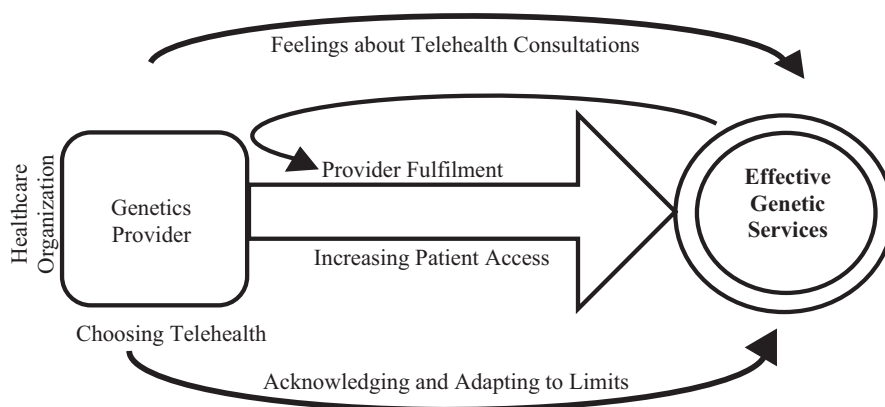 Feelings about Telehealth Consultations
Healthcare
Organization
Genetics
Provider
Provider Fulfilment
Increasing Patient Access
Effective
Genetic
Services
Choosing Telehealth
Acknowledging and Adapting to Limits